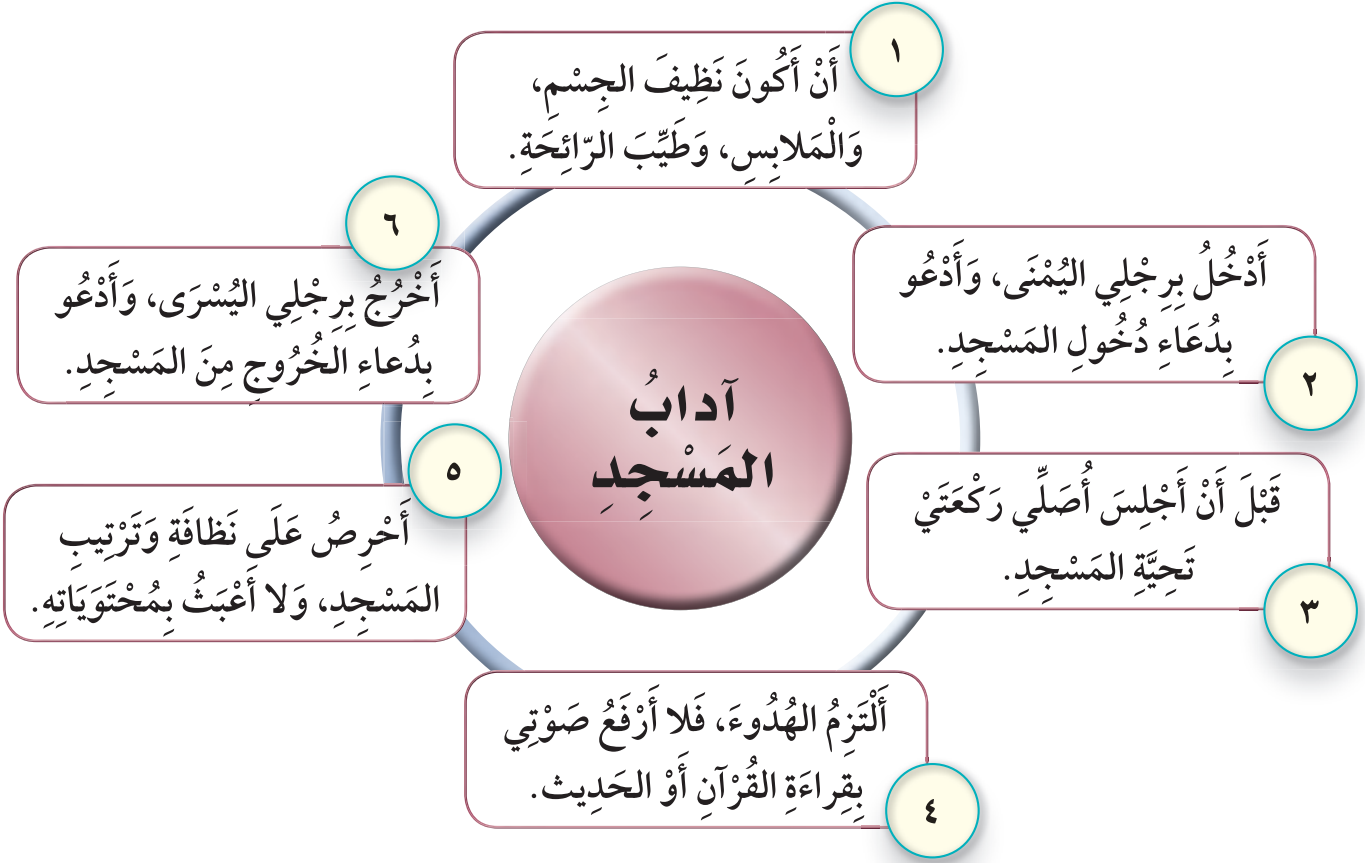 آدابُ
المَسْجِدِ
١
أَنْ أَكُونَ نَظِيفَ الجِسْمِ،
وَالْمَلابِسِ، وَطَيِّبَ الرّائِحَةِ.
٢
أَدْخُلُ بِرِجْلِي اليُمْنَى، وَأَدْعُو
بِدُعَاءِ دُخُولِ المَسْجِدِ.
٣
قَبْلَ أَنْ أَجْلِسَ أُصَلِّي رَكْعَتَيْ
تَحِيَّةِ المَسْجِدِ.
٤
أَلْتَزِمُ الهُدُوءَ، فَلا أَرْفَعُ صَوْتِي
بِقِراءَةِ القُرْآنِ أَوْ الحَدِيث.
٥
أَحْرِصُ عَلَى نَظافَةِ وَتَرْتِيبِ
المَسْجِدِ، وَلا أَعْبَثُ بِمُحْتَوَيَاتِهِ.
٦
أَخْرُجُ بِرِجْلِي اليُسْرَى، وَأَدْعُو
بِدُعاءِ الخُرُوجِ مِنَ المَسْجِدِ.